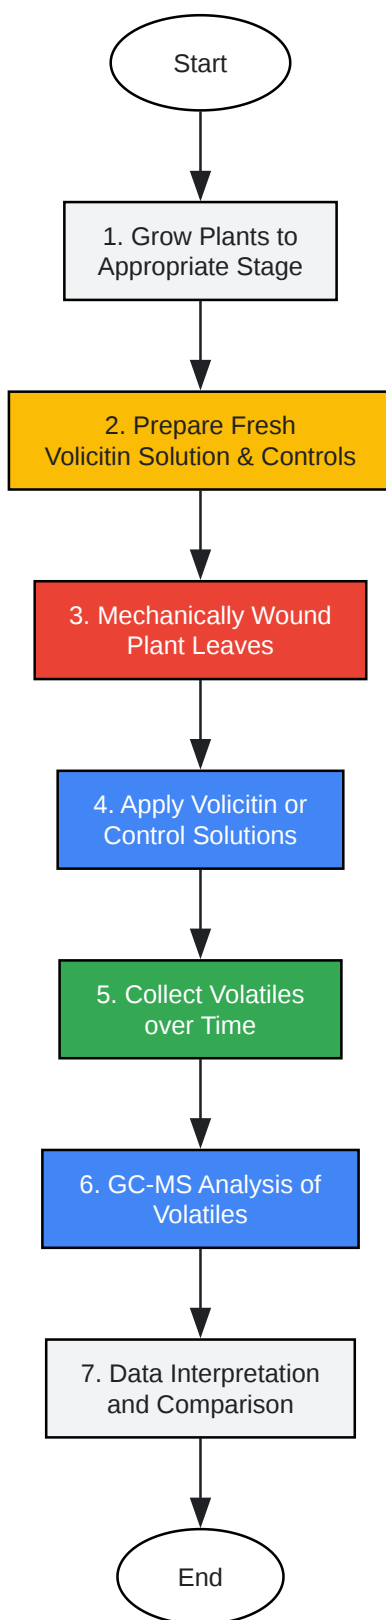 Start
1. Grow Plants to
Appropriate Stage
2. Prepare Fresh
Volicitin Solution & Controls
3. Mechanically Wound
Plant Leaves
4. Apply Volicitin or
Control Solutions
5. Collect Volatiles
over Time
6. GC-MS Analysis of
Volatiles
7. Data Interpretation
and Comparison
End